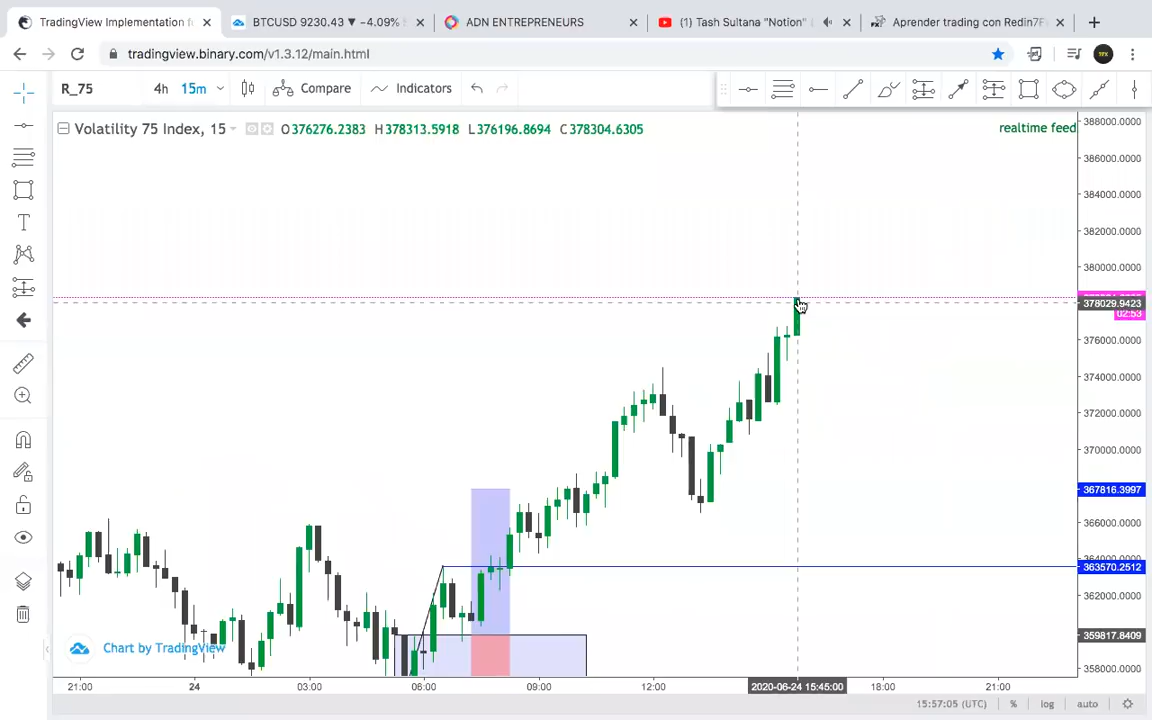 TradingView Implementation f
BTCUSD 9230.43 ▼ −4.09%
ADN ENTREPRENEURS
(1) Tash Sultana "Notion"
Aprender trading con Redin7F
tradingview.binary.com/v1.3.12/main.html
R_75
4h
15m
Compare
Indicators
Volatility 75 Index, 15
O376276.2383 H378313.5918 L376196.8694 C378304.6305
realtime feed
388000.0000
386000.0000
384000.0000
382000.0000
380000.0000
378029.9423
02:53
376000.0000
374000.0000
372000.0000
370000.0000
367816.3997
366000.0000
364000.0000
363570.2512
362000.0000
359817.8409
358000.0000
Chart by TradingView
21:00
24
03:00
06:00
09:00
12:00
2020-06-24 15:45:00
18:00
21:00
15:57:05 (UTC)
%
log
auto